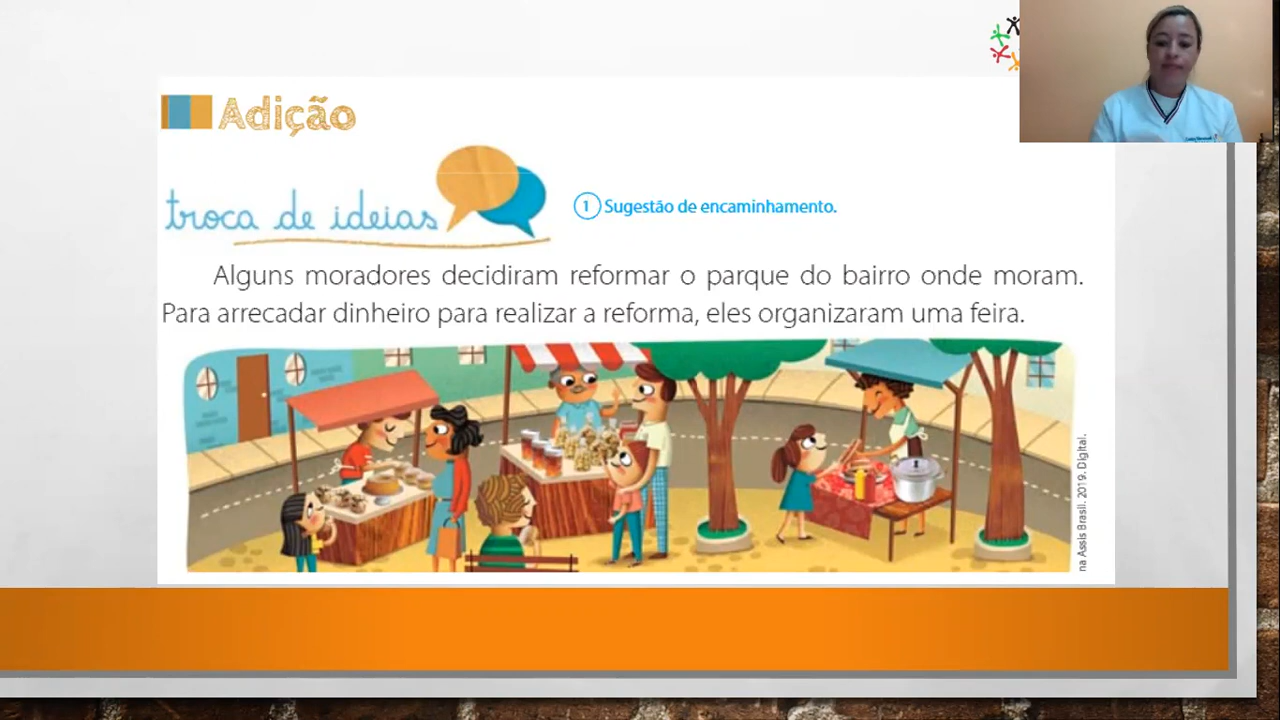 Adição
troca de ideias
1 Sugestão de encaminhamento.
Alguns moradores decidiram reformar o parque do bairro onde moram.
Para arrecadar dinheiro para realizar a reforma, eles organizaram uma feira.
na Assis Brasil. 2019. Digital.